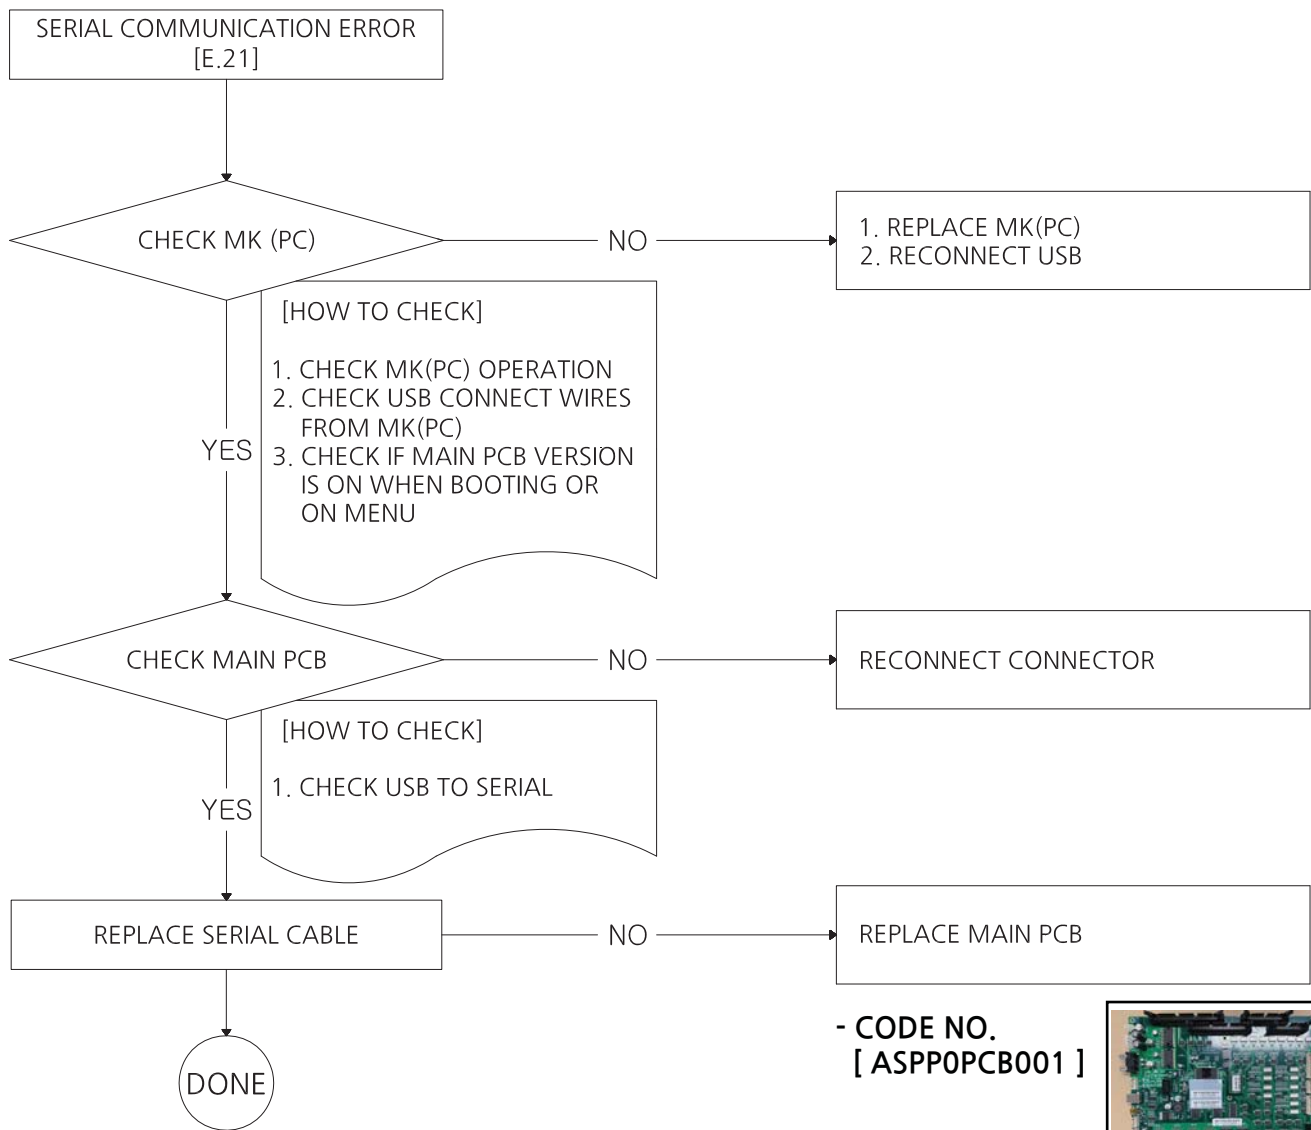 SERIAL COMMUNICATION ERROR
[E.21]
CHECK MK (PC)
NO
1. REPLACE MK(PC)
2. RECONNECT USB
[HOW TO CHECK]
1. CHECK MK(PC) OPERATION
2. CHECK USB CONNECT WIRES
FROM MK(PC)
3. CHECK IF MAIN PCB VERSION
IS ON WHEN BOOTING OR
ON MENU
YES
CHECK MAIN PCB
NO
RECONNECT CONNECTOR
[HOW TO CHECK]
1. CHECK USB TO SERIAL
YES
REPLACE SERIAL CABLE
NO
REPLACE MAIN PCB
- CODE NO.
[ ASPP0PCB001 ]
DONE